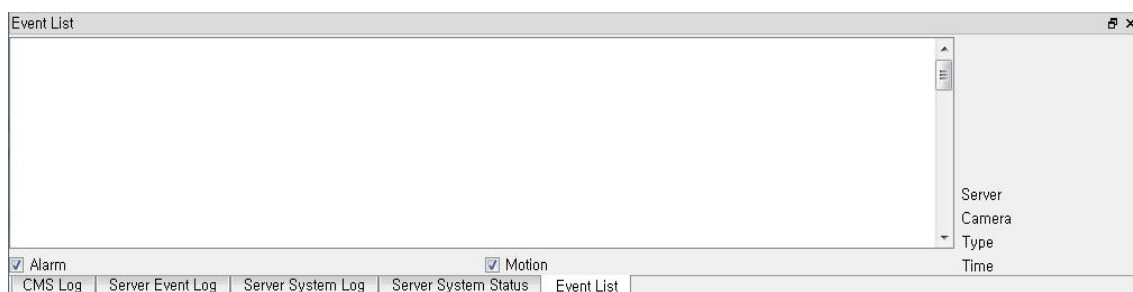 Event List
Server
Camera
Type
Alarm Motion Time
CMS Log Server Event Log Server System Log Server System Status Event List